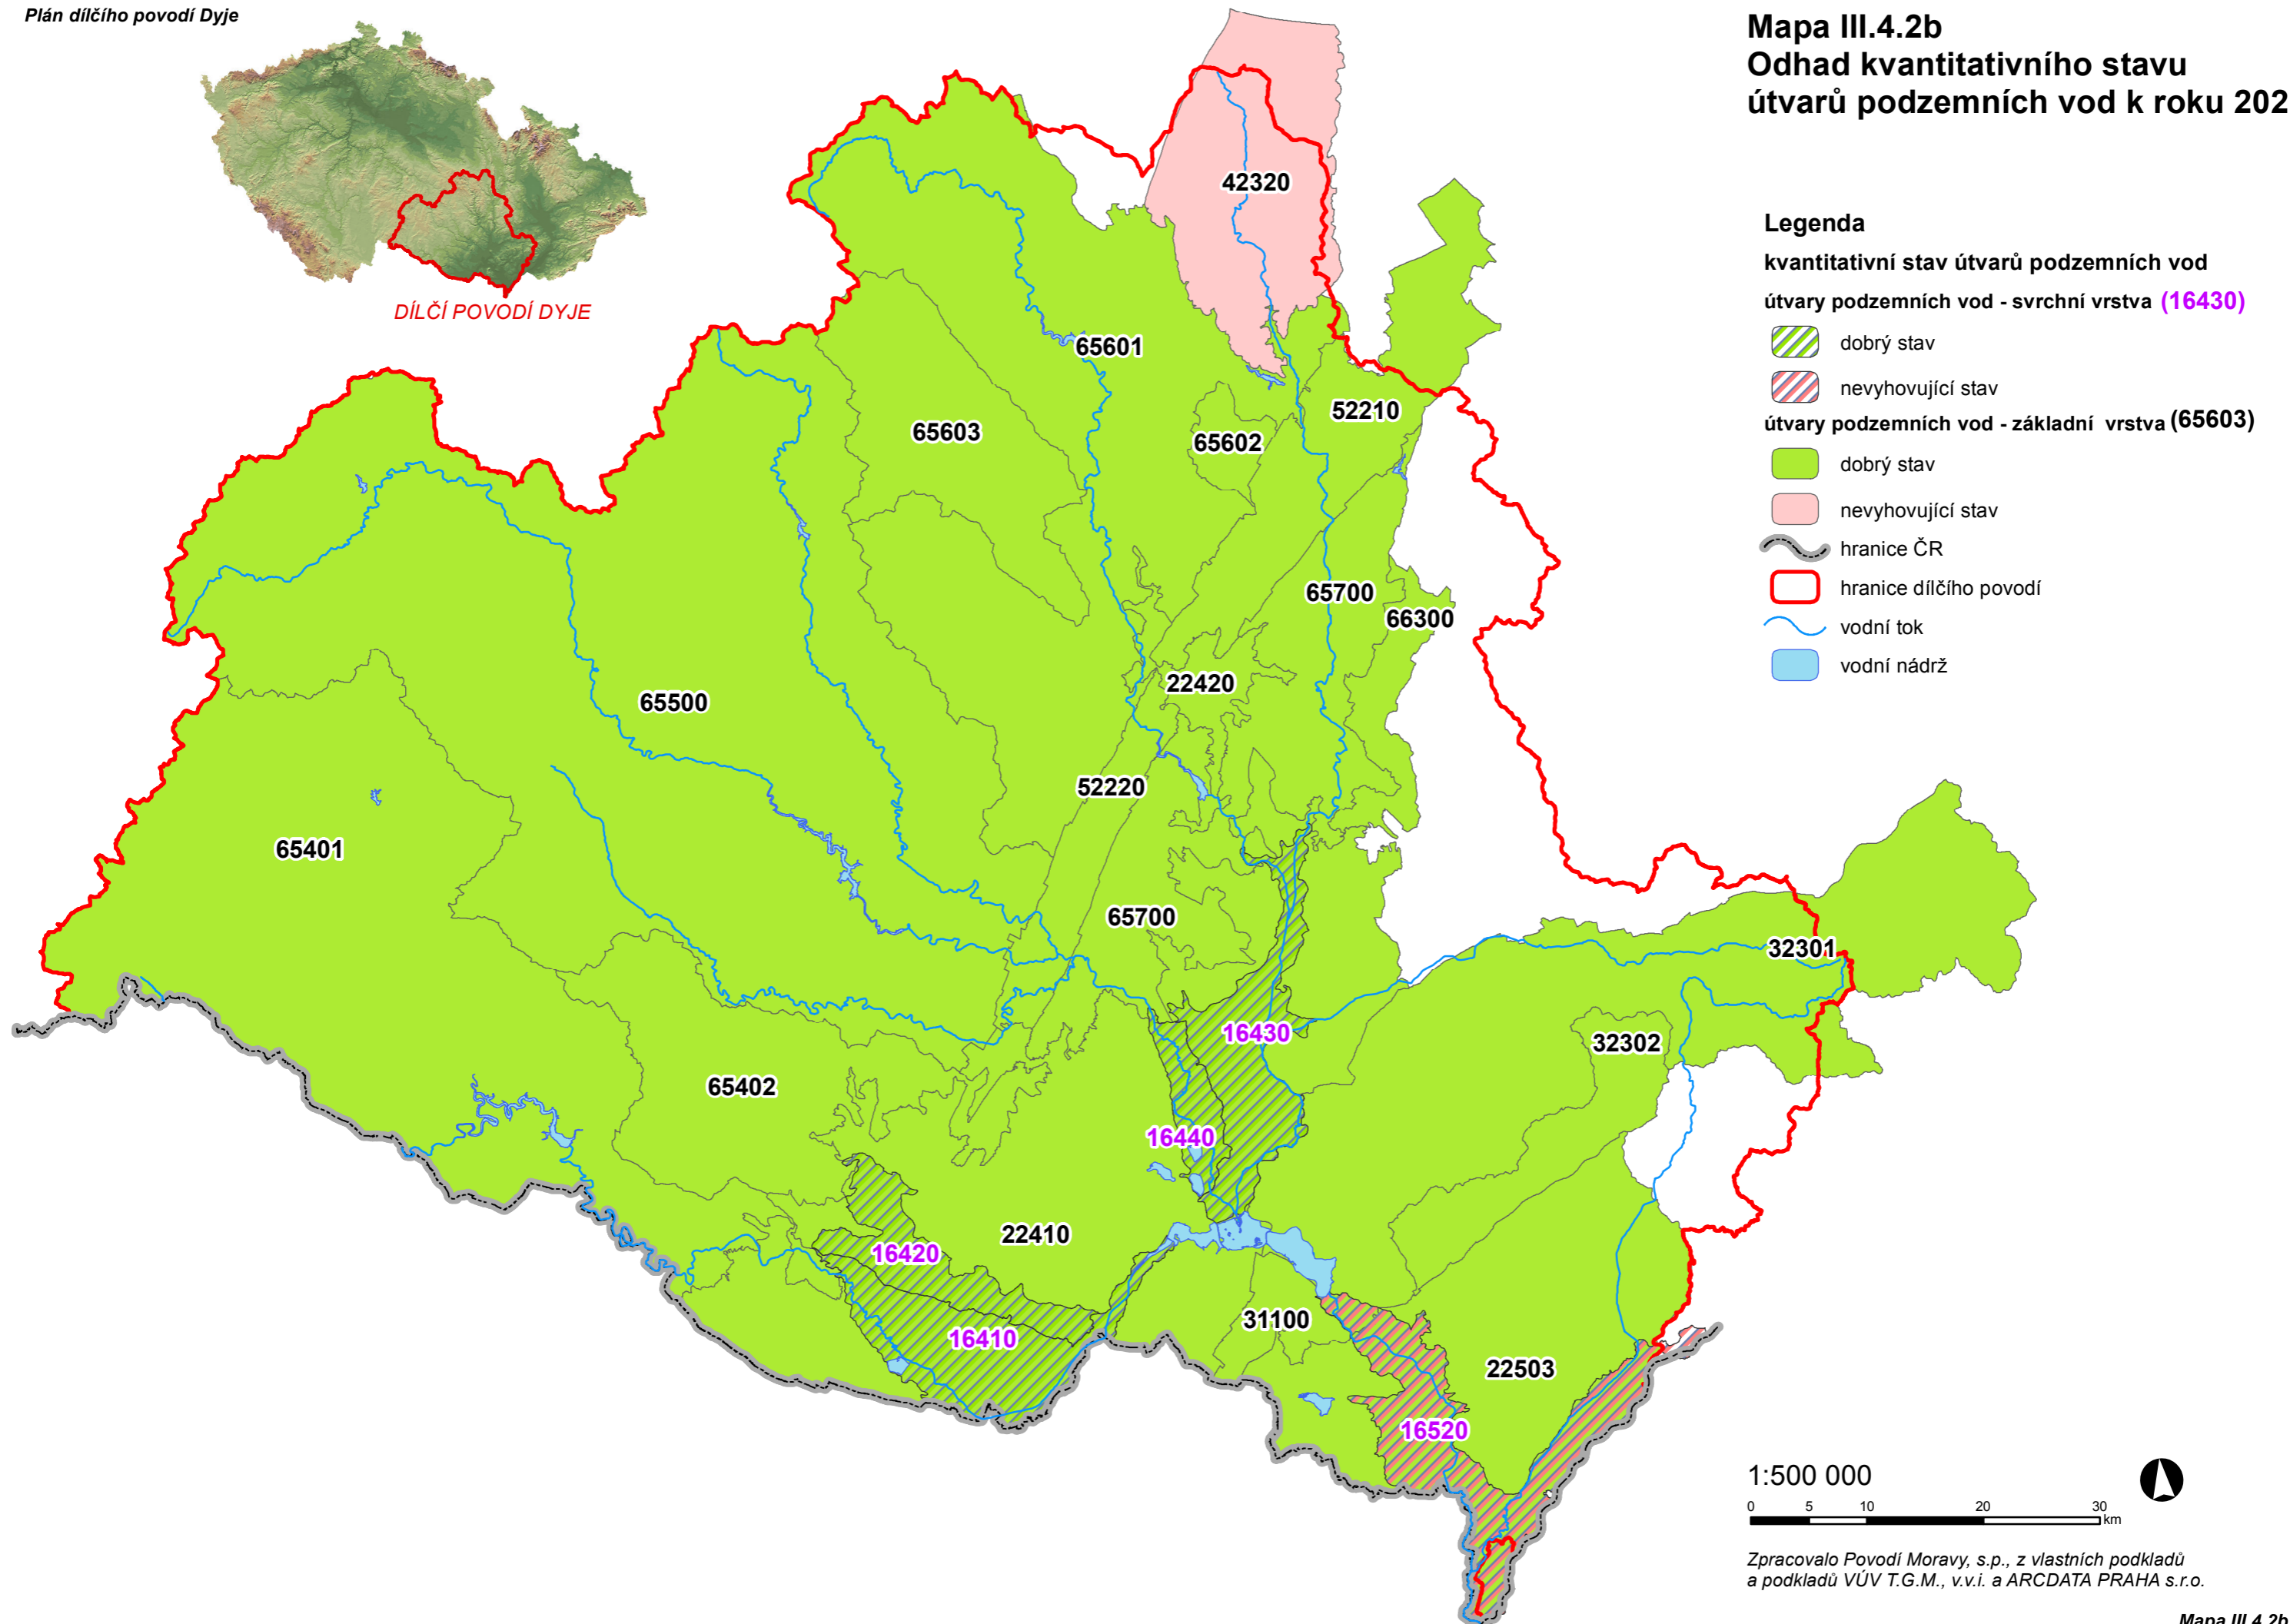 Plán dílčího povodí Dyje
DÍLČÍ POVODÍ DYJE
Mapa III.4.2b
Odhad kvantitativního stavu
útvarů podzemních vod k roku 202
Legenda
kvantitativní stav útvarů podzemních vod
útvary podzemních vod - svrchní vrstva (16430)
dobrý stav
nevyhovující stav
útvary podzemních vod - základní vrstva (65603)
dobrý stav
nevyhovující stav
hranice ČR
hranice dílčího povodí
vodní tok
vodní nádrž
42320
65601
52210
65603
65602
65700
66300
22420
65500
52220
65401
65700
32301
16430
32302
65402
16440
22410
16420
31100
16410
22503
16520
1:500 000
0 5 10 20 30
km
Zpracovalo Povodí Moravy, s.p., z vlastních podkladů
a podkladů VÚV T.G.M., v.v.i. a ARCDATA PRAHA s.r.o.
Mapa III.4.2b